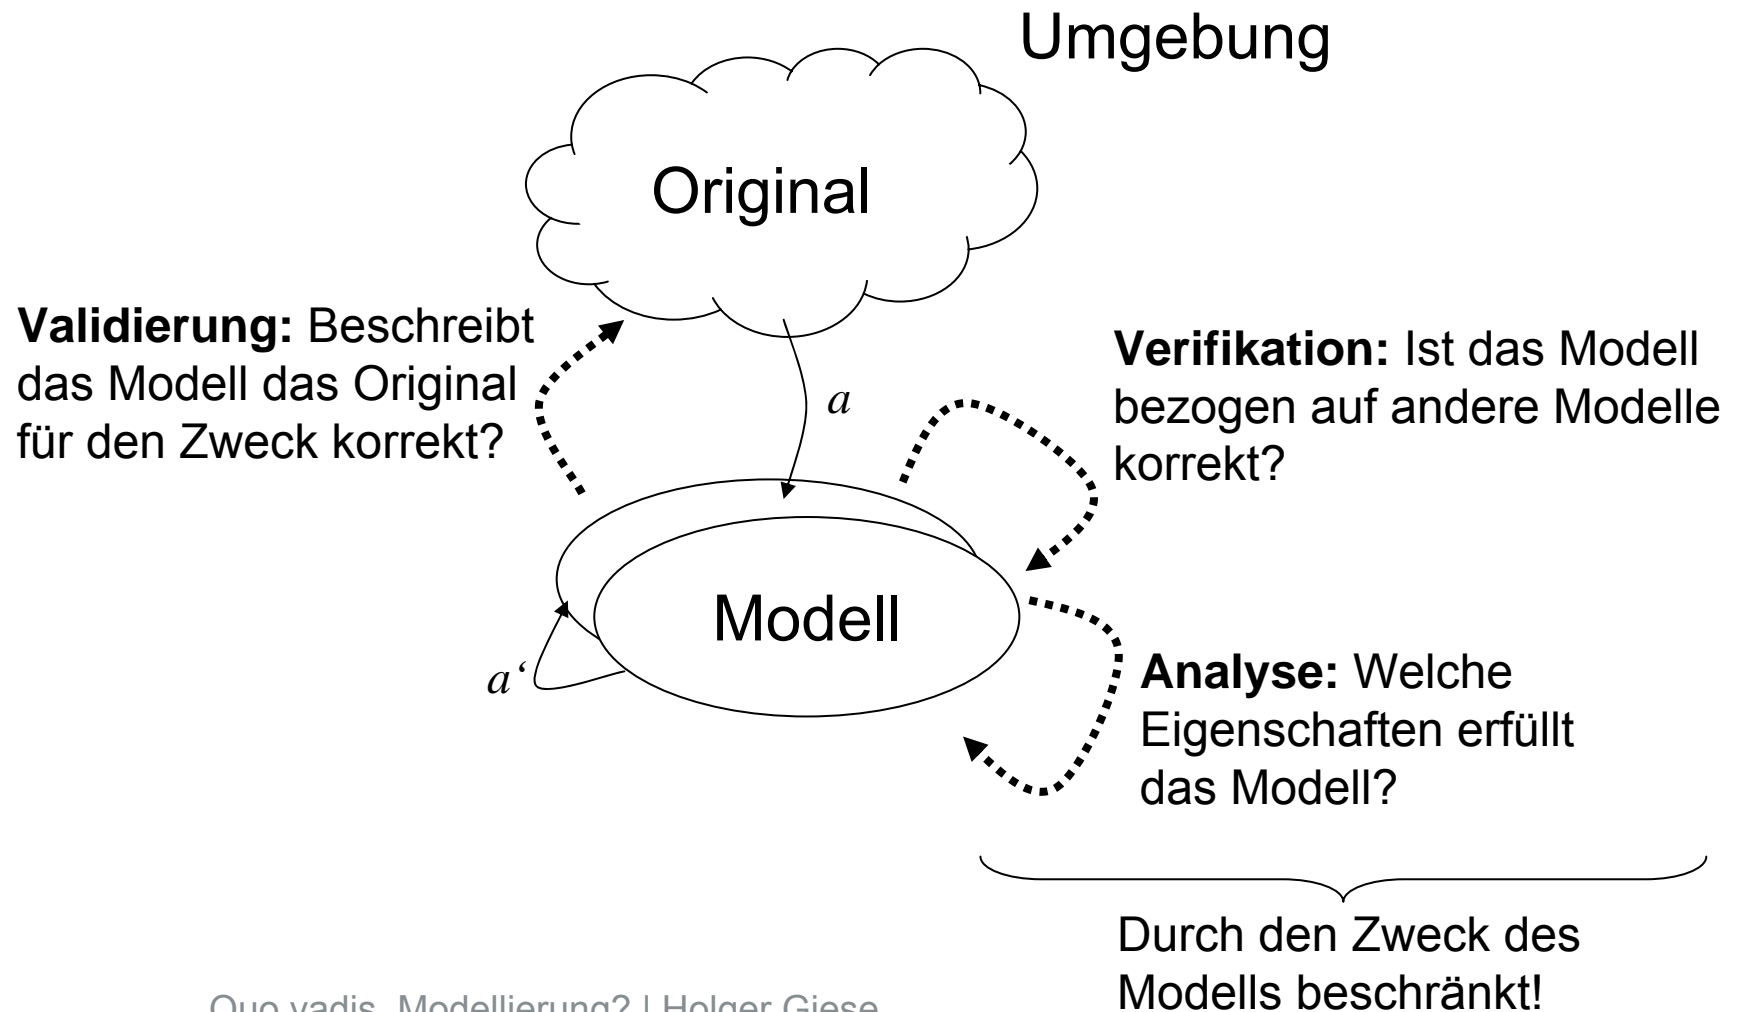 Umgebung
Original
Validierung: Beschreibt
das Modell das Original
für den Zweck korrekt?
a
Verifikation: Ist das Modell
bezogen auf andere Modelle
korrekt?
Modell
a‘
Analyse: Welche
Eigenschaften erfüllt
das Modell?
Durch den Zweck des
Modells beschränkt!
Quo vadis, Modellierung? | Holger Giese